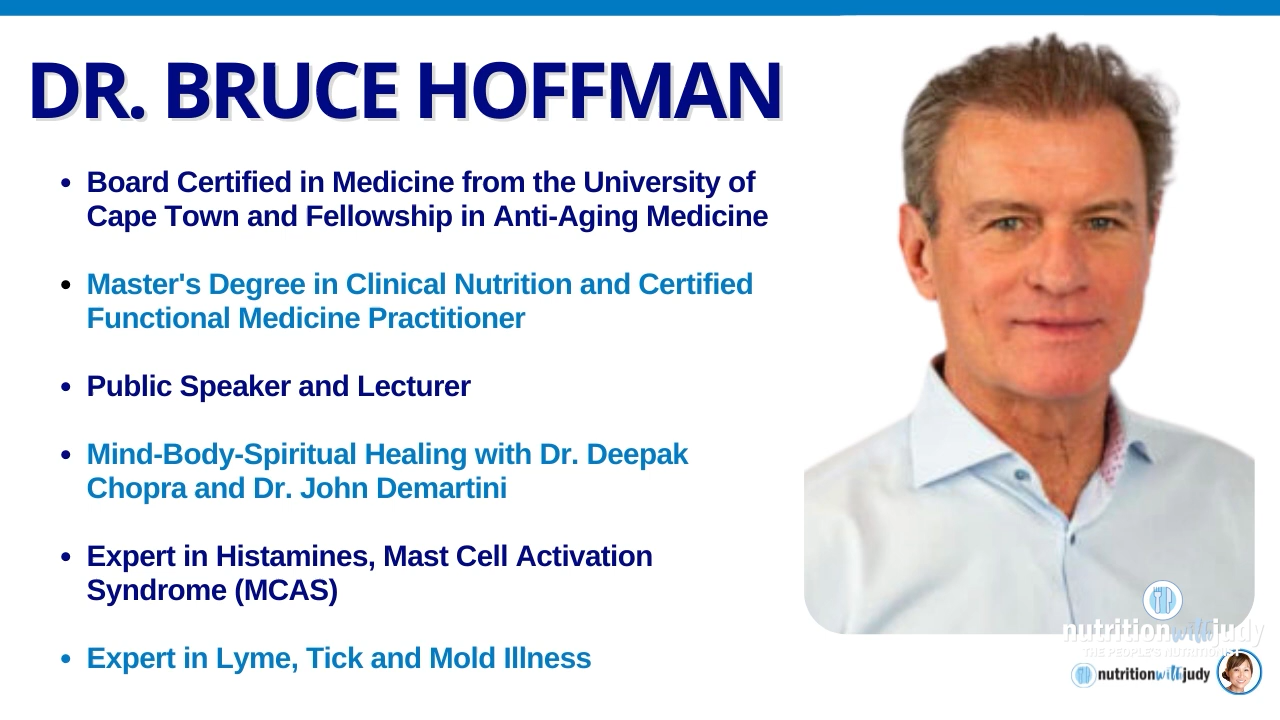 DR. BRUCE HOFFMAN
• Board Certified in Medicine from the University of
Cape Town and Fellowship in Anti-Aging Medicine
• Master's Degree in Clinical Nutrition and Certified
Functional Medicine Practitioner
• Public Speaker and Lecturer
• Mind-Body-Spiritual Healing with Dr. Deepak
Chopra and Dr. John Demartini
• Expert in Histamines, Mast Cell Activation
Syndrome (MCAS)
• Expert in Lyme, Tick and Mold Illness
nutritionwithjudy
THE PEOPLE'S NUTRITIONIST
nutritionwithjudy